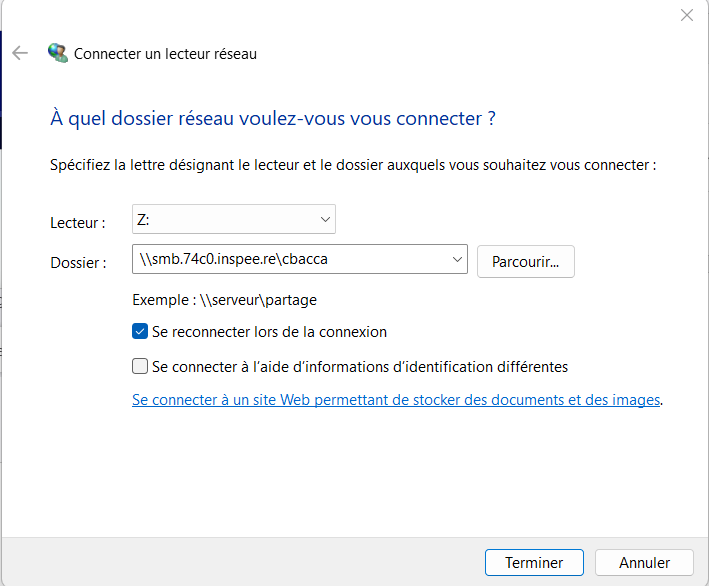 Connecter un lecteur réseau
À quel dossier réseau voulez-vous vous connecter ?
Spécifiez la lettre désignant le lecteur et le dossier auxquels vous souhaitez vous connecter :
Lecteur : Z:
Dossier : \\smb.74c0.inspee.re\cbacca Parcourir...
Exemple : \\serveur\partage
Se reconnecter lors de la connexion
Se connecter à l'aide d'informations d'identification différentes
Se connecter à un site Web permettant de stocker des documents et des images.
Terminer Annuler